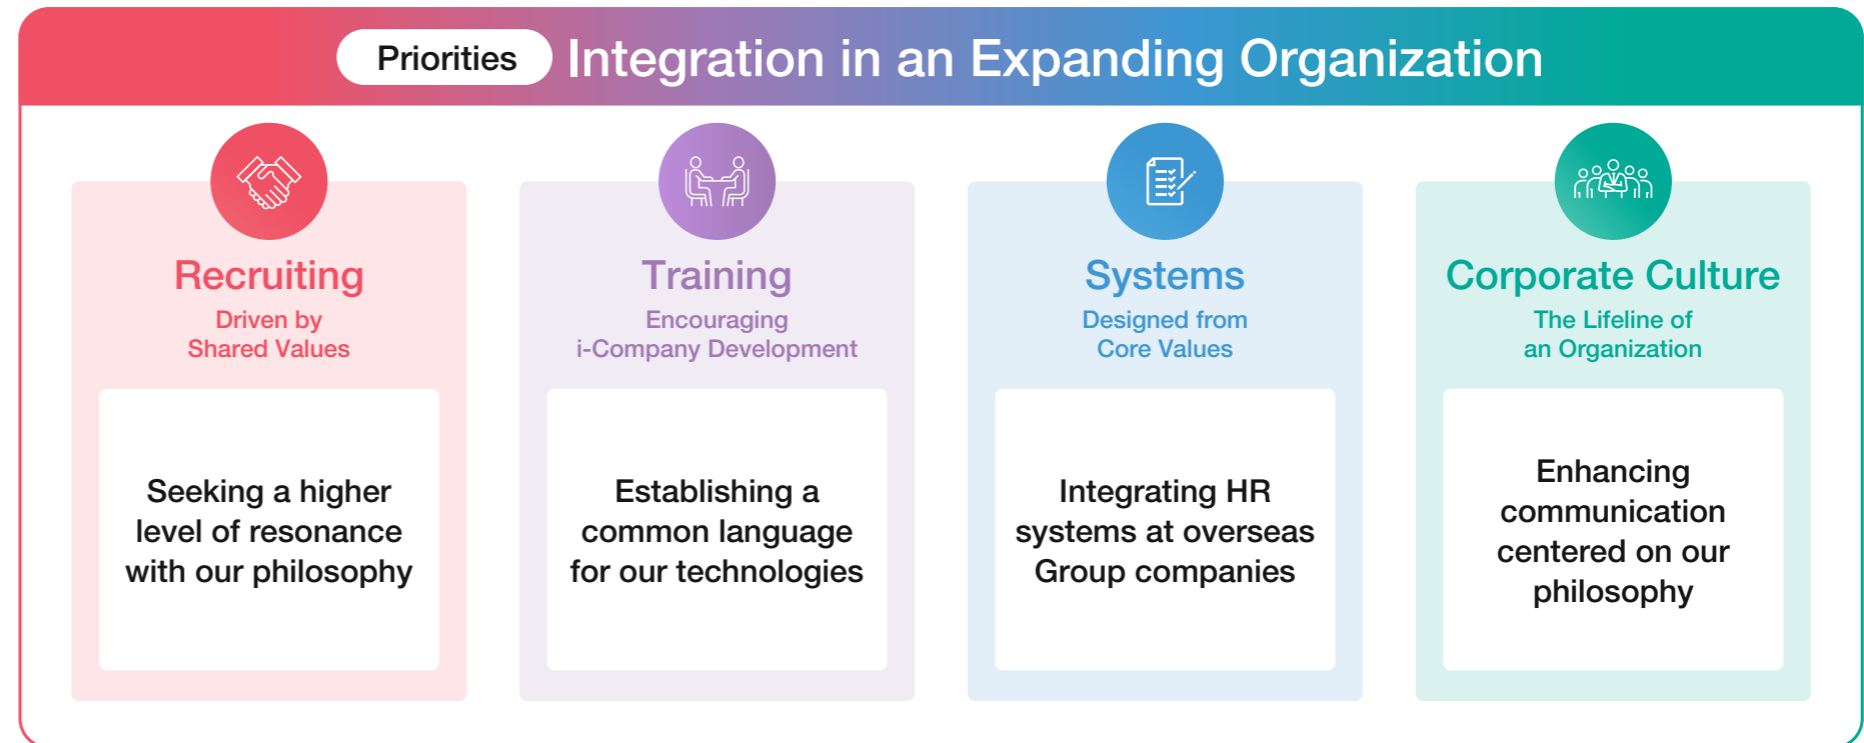 Priorities Integration in an Expanding Organization
Recruiting
Driven by
Shared Values
Seeking a higher
level of resonance
with our philosophy
Training
Encouraging
i-Company Development
Establishing a
common language
for our technologies
Systems
Designed from
Core Values
Integrating HR
systems at overseas
Group companies
Corporate Culture
The Lifeline of
an Organization
Enhancing
communication
centered on our
philosophy